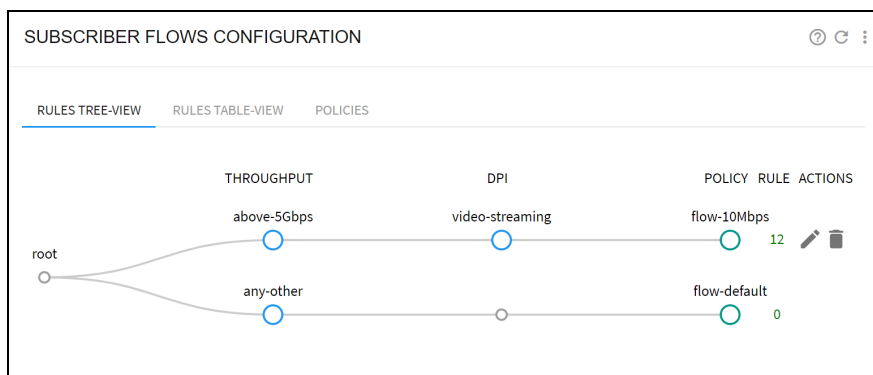 SUBSCRIBER FLOWS CONFIGURATION
RULES TREE-VIEW RULES TABLE-VIEW POLICIES
THROUGHPUT DPI POLICY RULE ACTIONS
above-5Gbps video-streaming flow-10Mbps
12
root
any-other flow-default
0